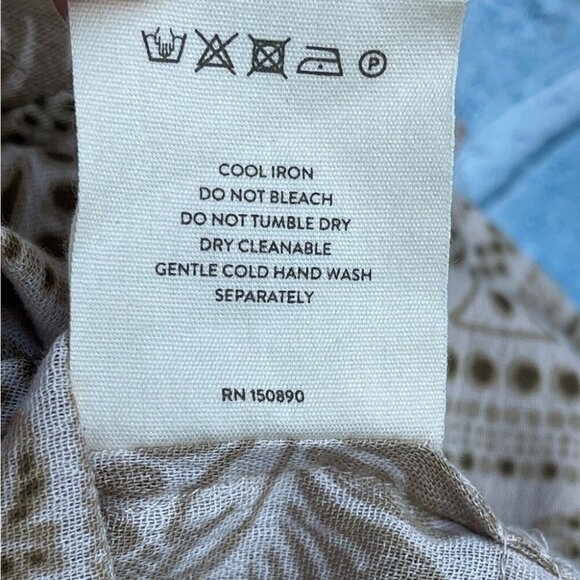 P
COOL IRON
DO NOT BLEACH
DO NOT TUMBLE DRY
DRY CLEANABLE
GENTLE COLD HAND WASH
SEPARATELY
RN 150890